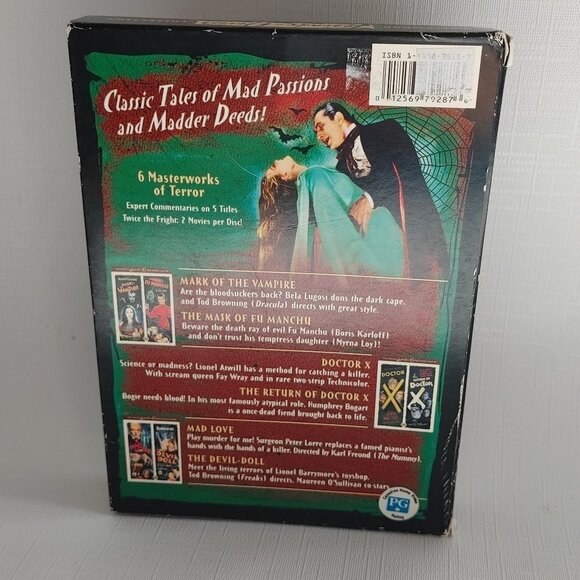 ISBN 1-
0 12569 79287 6
Classic Tales of Mad Passions
and Madder Deeds!
6 Masterworks
of Terror
Expert Commentaries on 5 Titles
Twice the Fright: 2 Movies per Disc!
MARK OF THE VAMPIRE
Are the bloodsuckers back? Bela Lugosi dons the dark cape,
and Tod Browning (Dracula) directs with great style.
THE MASK OF FU MANCHU
Beware the death ray of evil Fu Manchu (Boris Karloff)
and don't trust his temptress daughter (Myrna Loy)!
DOCTOR X
Science or madness? Lionel Atwill has a method for catching a killer.
With scream queen Fay Wray and in rare two strip Technicolor.
THE RETURN OF DOCTOR X
Bogie needs blood! In his most famously atypical role, Humphrey Bogart
is a once-dead fiend brought back to life.
DOCTOR X
DOCTOR X
MAD LOVE
Play murder for me! Surgeon Peter Lorre replaces a famed pianist's
hands with the hands of a killer. Directed by Karl Freund (The Mummy).
THE DEVIL-DOLL
Meet the living terrors of Lionel Barrymore's toyshop.
Tod Browning (Freaks) directs. Maureen O'Sullivan co stars.
PG